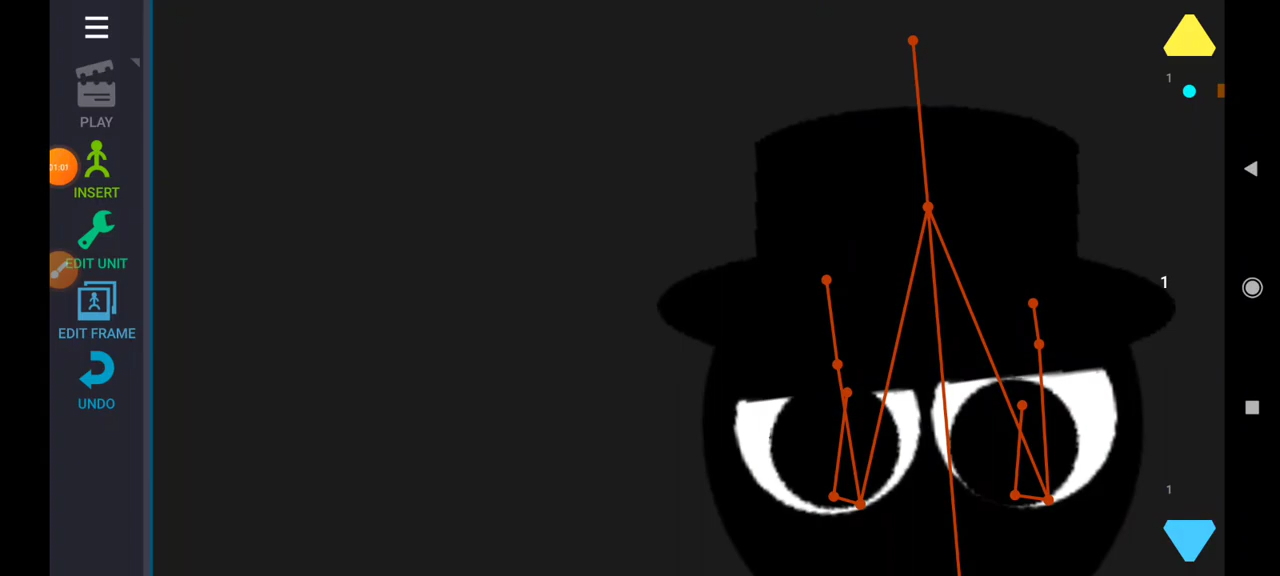 PLAY
01:01
INSERT
EDIT UNIT
EDIT FRAME
UNDO
1
1
1